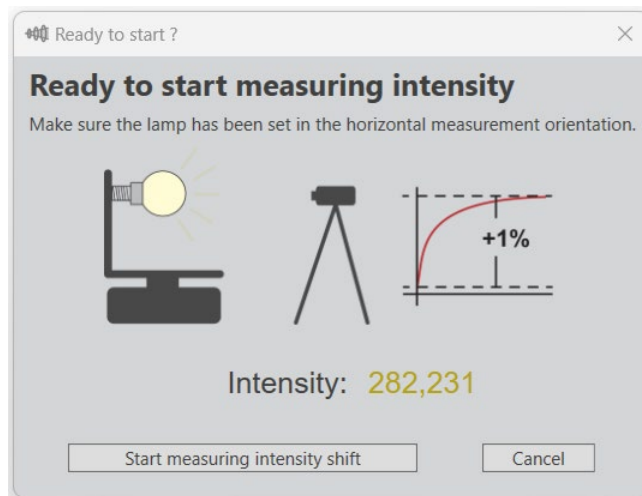 Ready to start ?
Ready to start measuring intensity
Make sure the lamp has been set in the horizontal measurement orientation.
+1%
Intensity: 282,231
Start measuring intensity shift
Cancel